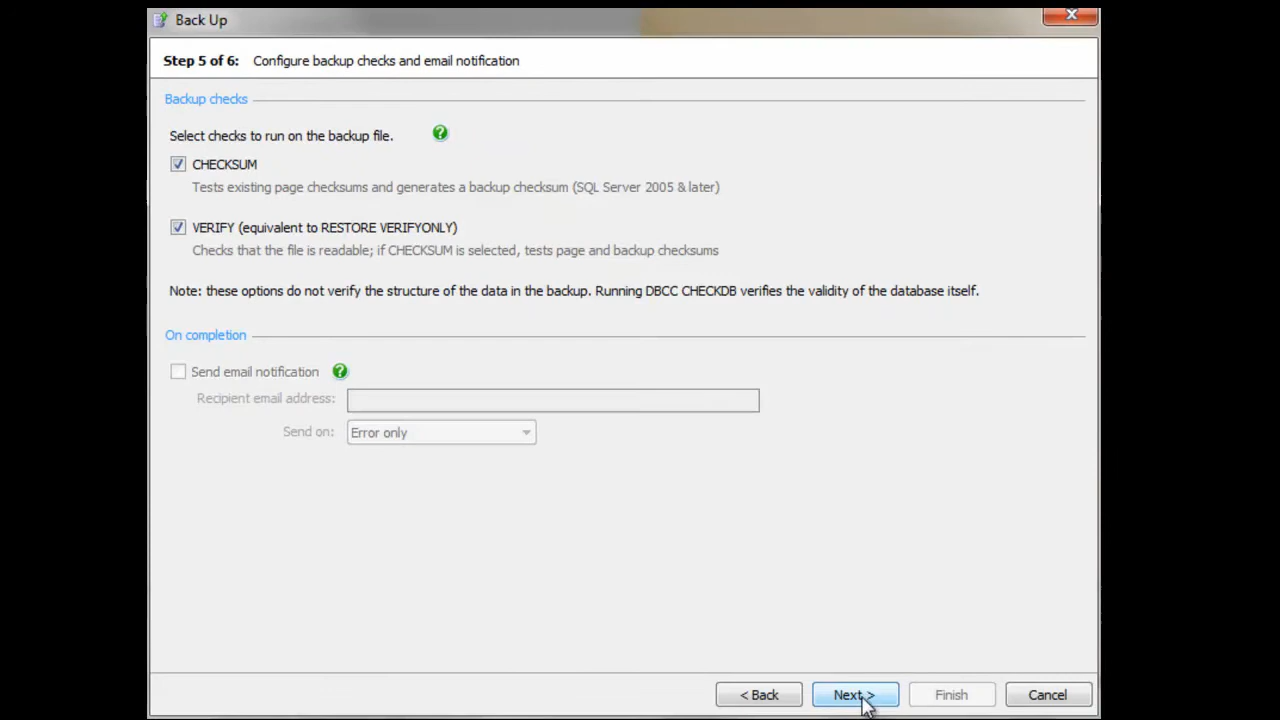 Back Up
Step 5 of 6: Configure backup checks and email notification
Backup checks
Select checks to run on the backup file.
CHECKSUM
Tests existing page checksums and generates a backup checksum (SQL Server 2005 & later)
VERIFY (equivalent to RESTORE VERIFYONLY)
Checks that the file is readable; if CHECKSUM is selected, tests page and backup checksums
Note: these options do not verify the structure of the data in the backup. Running DBCC CHECKDB verifies the validity of the database itself.
On completion
Send email notification
Recipient email address:
Send on: Error only
< Back Next > Finish Cancel